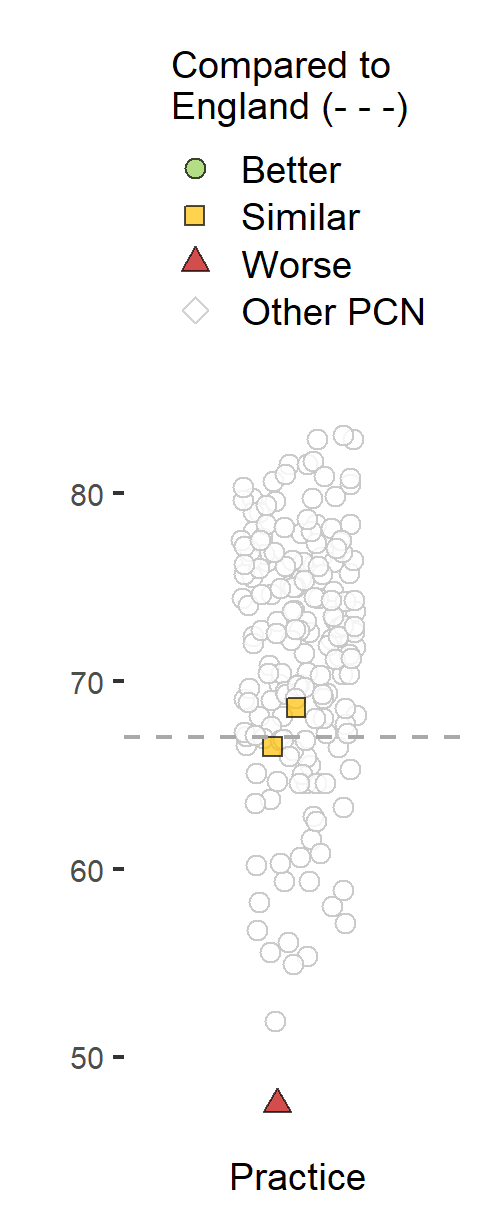 Compared to
England (- - -)
Better
Similar
Worse
Other PCN
80
70
60
50
Practice